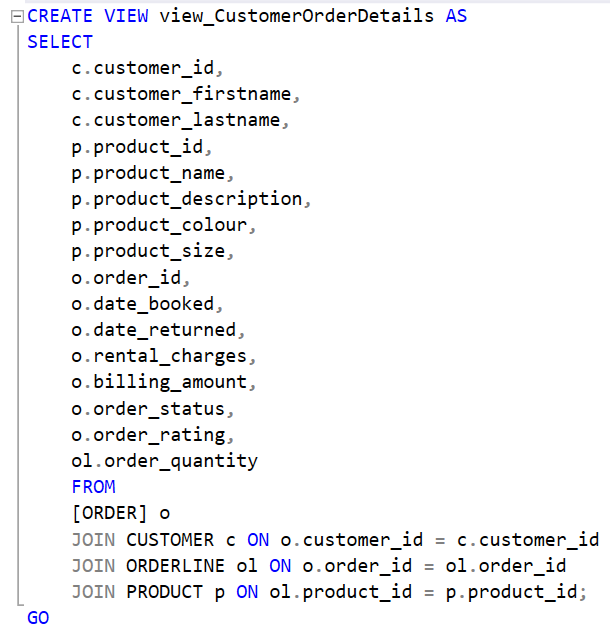 CREATE VIEW view_CustomerOrderDetails AS
SELECT
c.customer_id,
c.customer_firstname,
c.customer_lastname,
p.product_id,
p.product_name,
p.product_description,
p.product_colour,
p.product_size,
o.order_id,
o.date_booked,
o.date_returned,
o.rental_charges,
o.billing_amount,
o.order_status,
o.order_rating,
ol.order_quantity
FROM
[ORDER] o
JOIN CUSTOMER c ON o.customer_id = c.customer_id
JOIN ORDERLINE ol ON o.order_id = ol.order_id
JOIN PRODUCT p ON ol.product_id = p.product_id;
GO